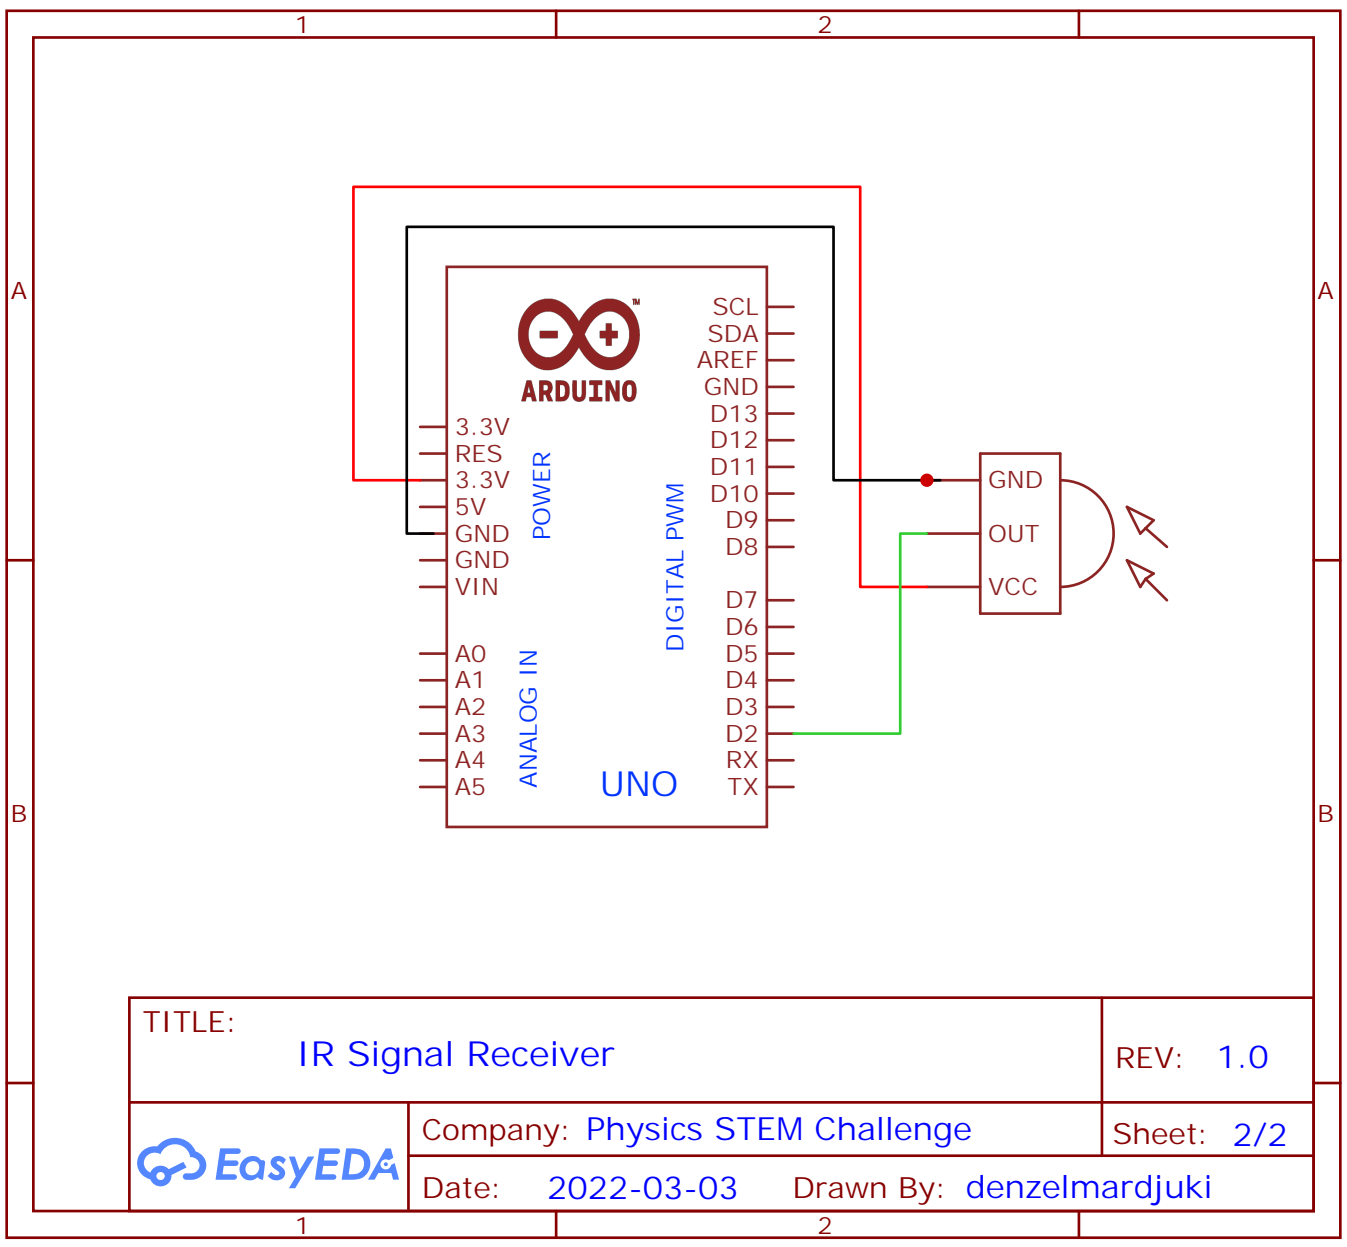 1 2
A A
™
ARDUINO
SCL
SDA
AREF
GND
D13
D12
D11
D10
D9
D8
D7
D6
D5
D4
D3
D2
RX
TX
3.3V
RES
3.3V
5V
GND
GND
VIN
A0
A1
A2
A3
A4
A5
POWER
ANALOG IN
DIGITAL PWM
UNO
GND
OUT
VCC
B B
TITLE:
IR Signal Receiver
REV: 1.0
EasyEDA
Company: Physics STEM Challenge
Sheet: 2/2
Date: 2022-03-03 Drawn By: denzelmardjuki
1 2